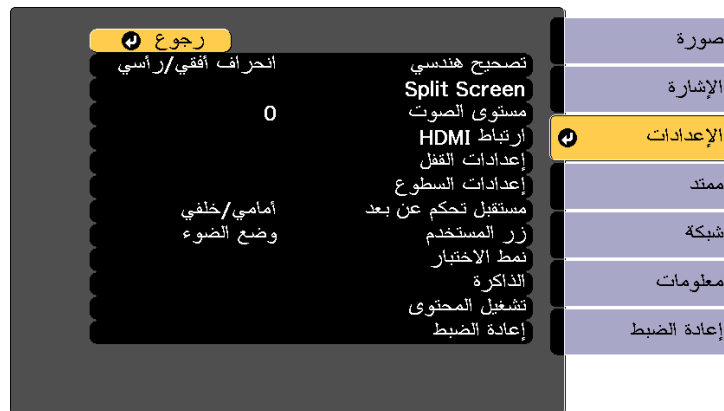 صورة
الإشارة
الإعدادات
ممتد
شبكة
معلومات
إعادة الضبط
رجوع
تصحيح هندسي انحراف أفقي/رأسي
Split Screen
مستوى الصوت 0
ارتباط HDMI
إعدادات القفل
إعدادات السطوع
مستقبل تحكم عن بعد أمامي/خلفي
زر المستخدم وضع الضوء
نمط الاختبار
الذاكرة
تشغيل المحتوى
إعادة الضبط